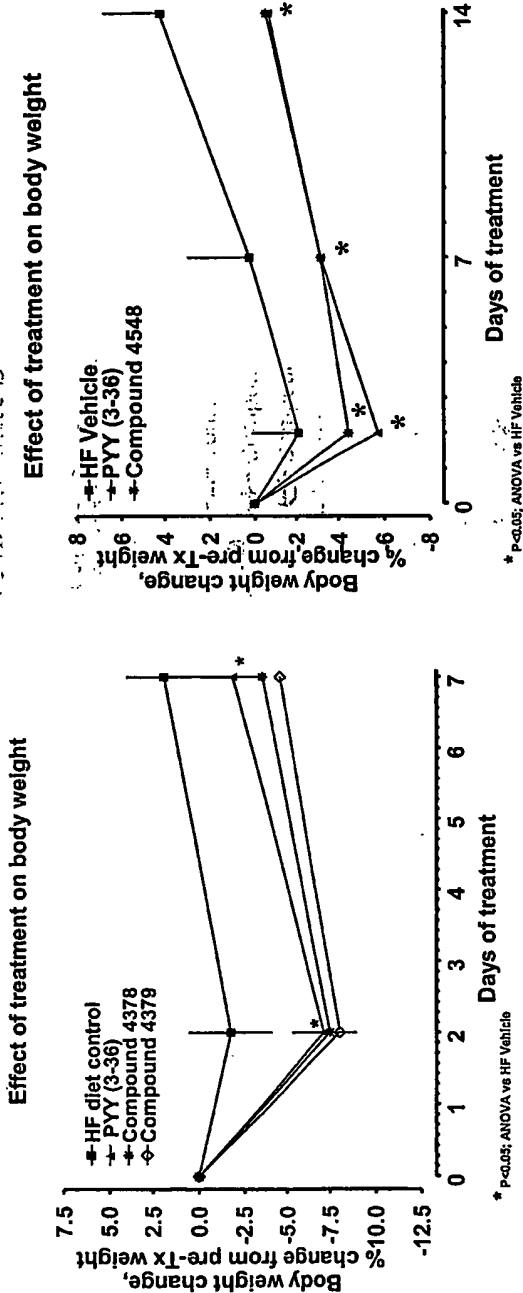 Effect of treatment on body weight
HF diet control
PYY (3-36)
Compound 4378
Compound 4379
Body weight change,
% change from pre-Tx weight
7.5
5.0
2.5
0.0
-2.5
-5.0
-7.5
-10.0
-12.5
*
*
0 1 2 3 4 5 6 7
Days of treatment
* P<0.05; ANOVA vs HF Vehicle
Effect of treatment on body weight
HF Vehicle
PYY (3-36)
Compound 4548
Body weight change,
% change from pre-Tx weight
8
6
4
2
0
-2
-4
-6
-8
*
*
*
*
0 7 14
Days of treatment
* P<0.05; ANOVA vs HF Vehicle